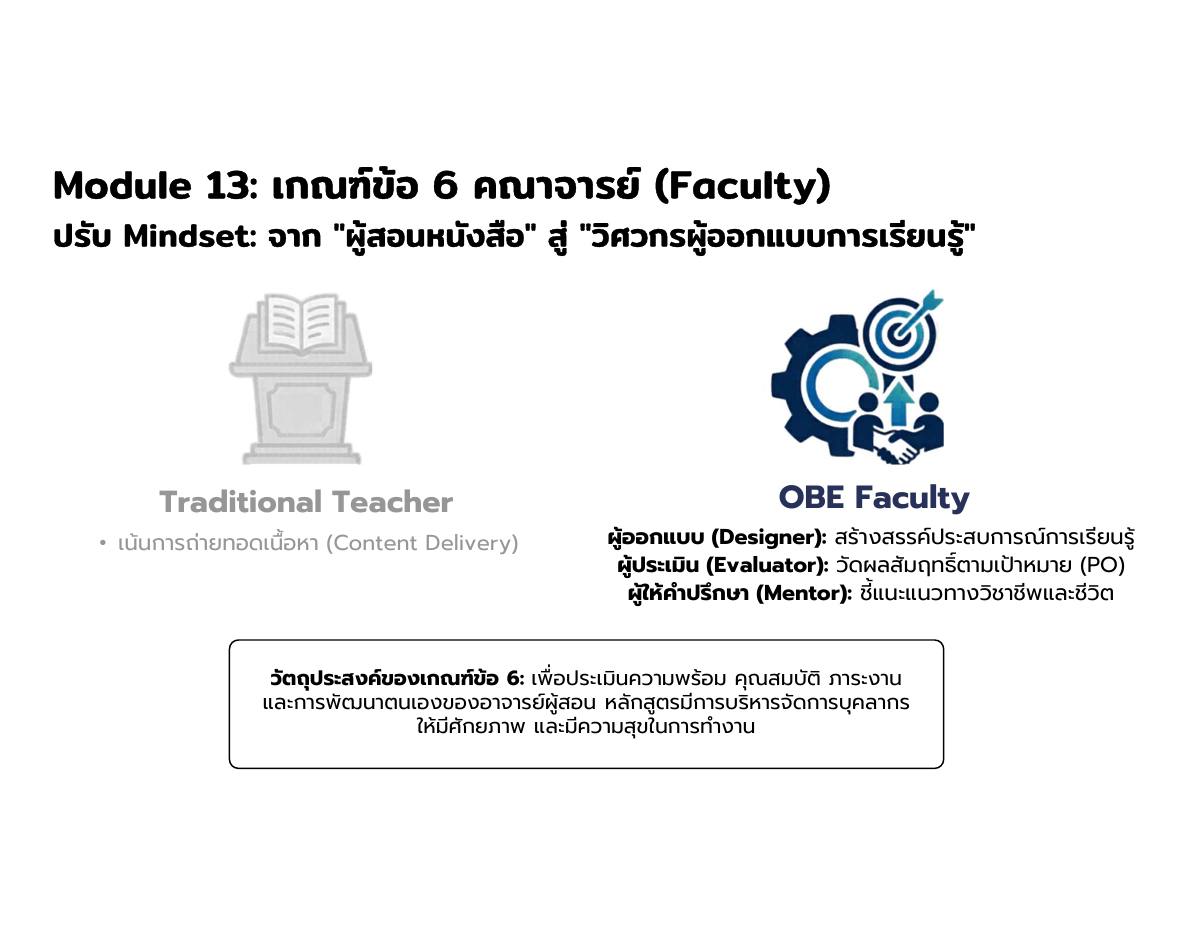 Module 13: เกณฑ์ข้อ 6 คณาจารย์ (Faculty)
ปรับ Mindset: จาก "ผู้สอนหนังสือ" สู่ "วิศวกรผู้ออกแบบการเรียนรู้"
Traditional Teacher
• เน้นการถ่ายทอดเนื้อหา (Content Delivery)
OBE Faculty
ผู้ออกแบบ (Designer): สร้างสรรค์ประสบการณ์การเรียนรู้
ผู้ประเมิน (Evaluator): วัดผลสัมฤทธิ์ตามเป้าหมาย (PO)
ผู้ให้คำปรึกษา (Mentor): ชี้แนะแนวทางวิชาชีพและชีวิต
วัตถุประสงค์ของเกณฑ์ข้อ 6: เพื่อประเมินความพร้อม คุณสมบัติ ภาระงาน
และการพัฒนาตนเองของอาจารย์ผู้สอน หลักสูตรมีการบริหารจัดการบุคลากร
ให้มีศักยภาพ และมีความสุขในการทำงาน